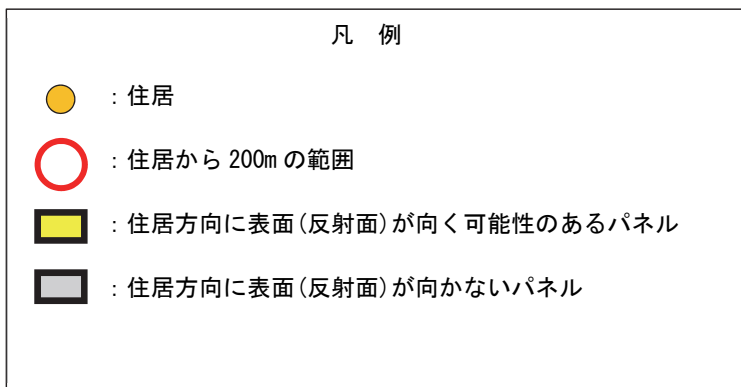 凡　例
：住居
：住居から 200m の範囲
：住居方向に表面(反射面)が向く可能性のあるパネル
：住居方向に表面(反射面)が向かないパネル